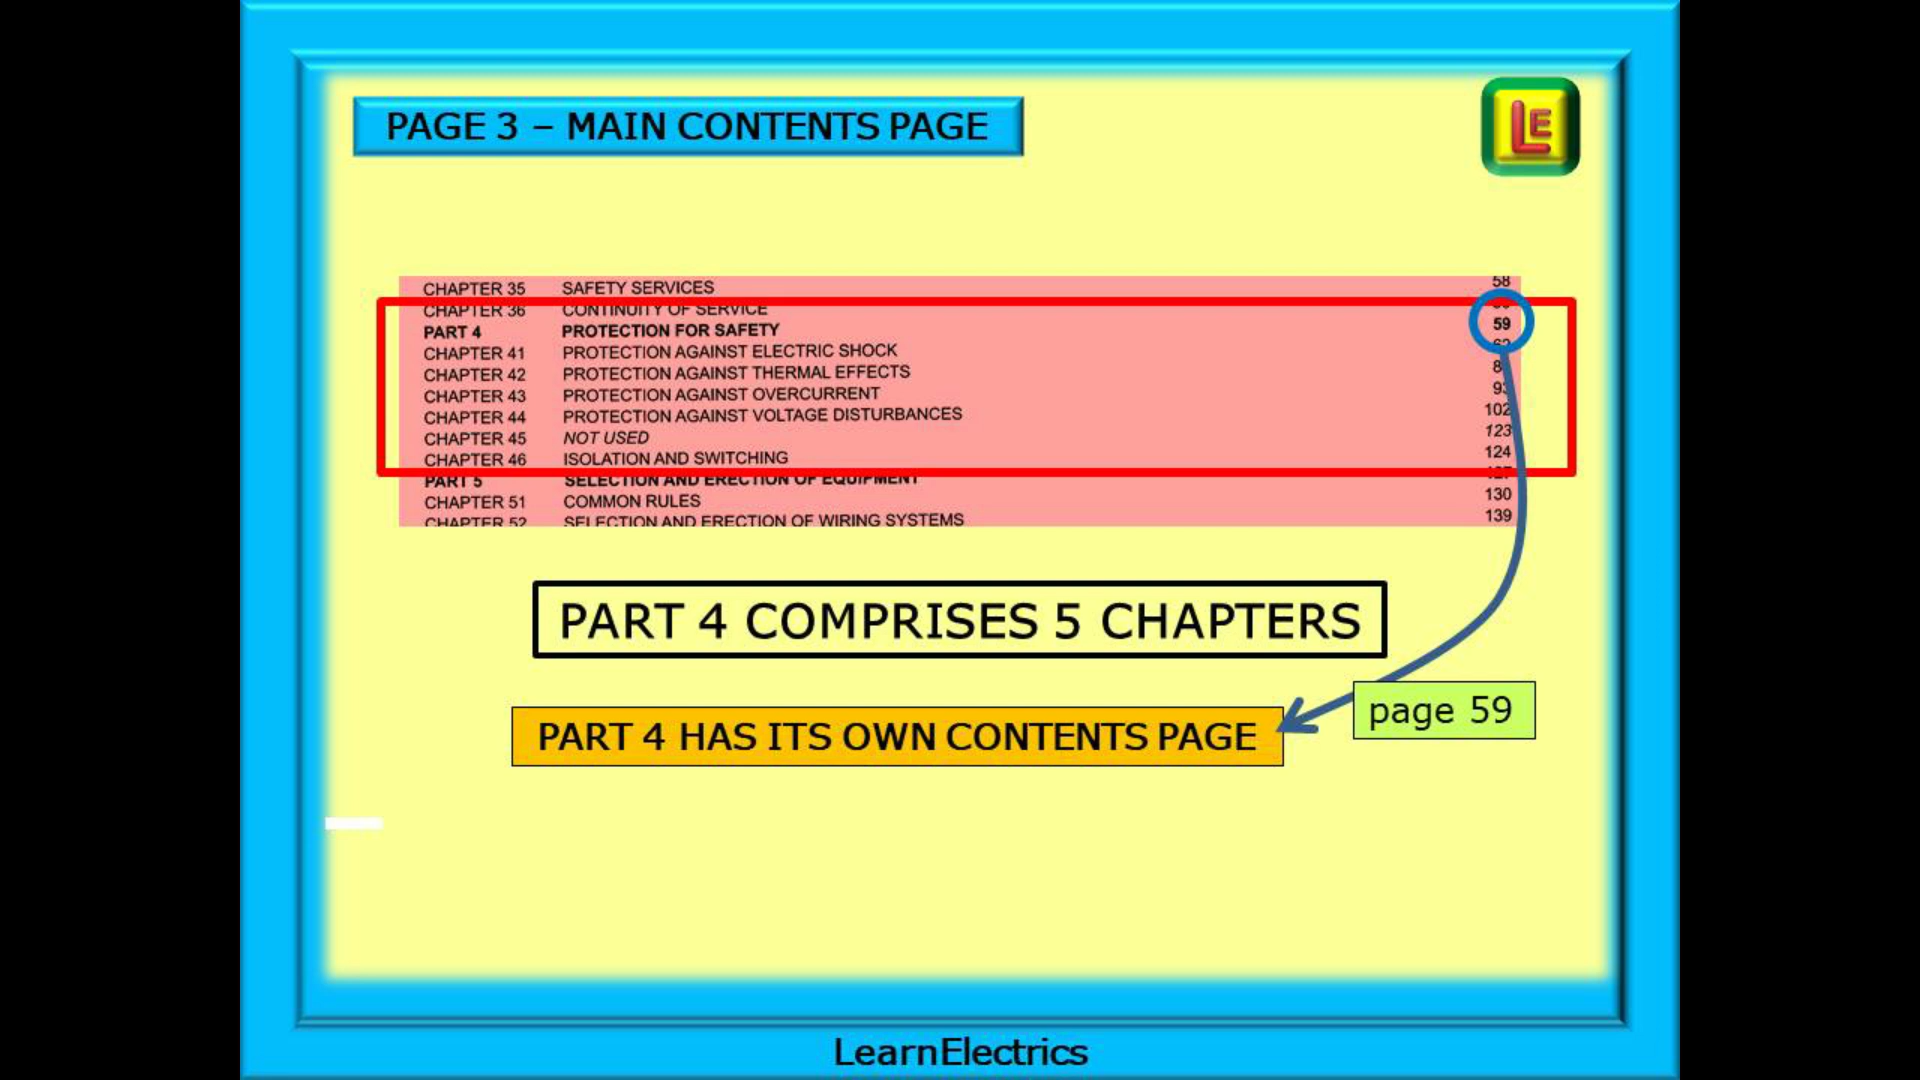 PAGE 3 – MAIN CONTENTS PAGE
LE
CHAPTER 35 SAFETY SERVICES 58
CHAPTER 36 CONTINUITY OF SERVICE
PART 4 PROTECTION FOR SAFETY 59
CHAPTER 41 PROTECTION AGAINST ELECTRIC SHOCK
CHAPTER 42 PROTECTION AGAINST THERMAL EFFECTS
CHAPTER 43 PROTECTION AGAINST OVERCURRENT 93
CHAPTER 44 PROTECTION AGAINST VOLTAGE DISTURBANCES 102
CHAPTER 45 NOT USED 123
CHAPTER 46 ISOLATION AND SWITCHING 124
PART 5 SELECTION AND ERECTION OF EQUIPMENT
CHAPTER 51 COMMON RULES 130
CHAPTER 52 SELECTION AND ERECTION OF WIRING SYSTEMS 139
PART 4 COMPRISES 5 CHAPTERS
page 59
PART 4 HAS ITS OWN CONTENTS PAGE
LearnElectrics